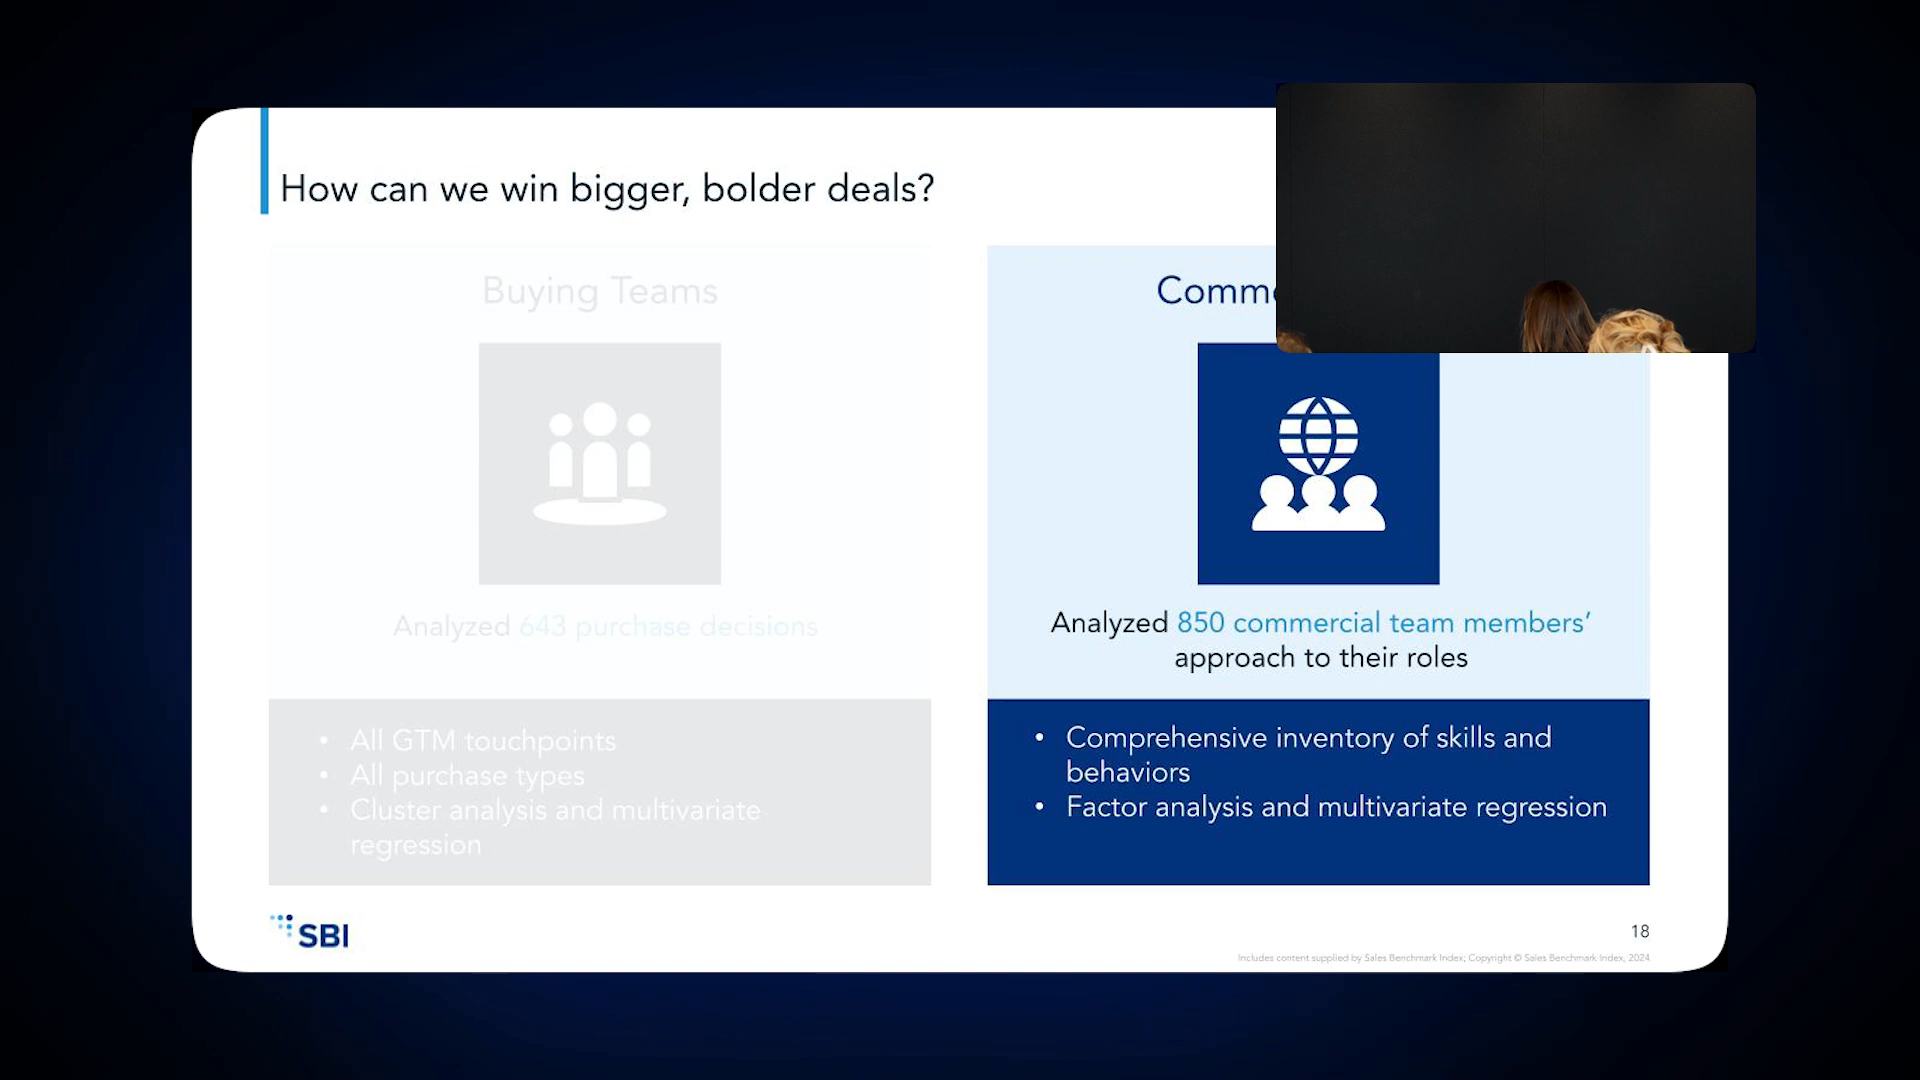 How can we win bigger, bolder deals?
Buying Teams
Analyzed 643 purchase decisions
• All GTM touchpoints
• All purchase types
• Cluster analysis and multivariate
regression
Comme
Analyzed 850 commercial team members’
approach to their roles
• Comprehensive inventory of skills and
behaviors
• Factor analysis and multivariate regression
SBI
18
Includes content supplied by Sales Benchmark Index; Copyright © Sales Benchmark Index, 2024